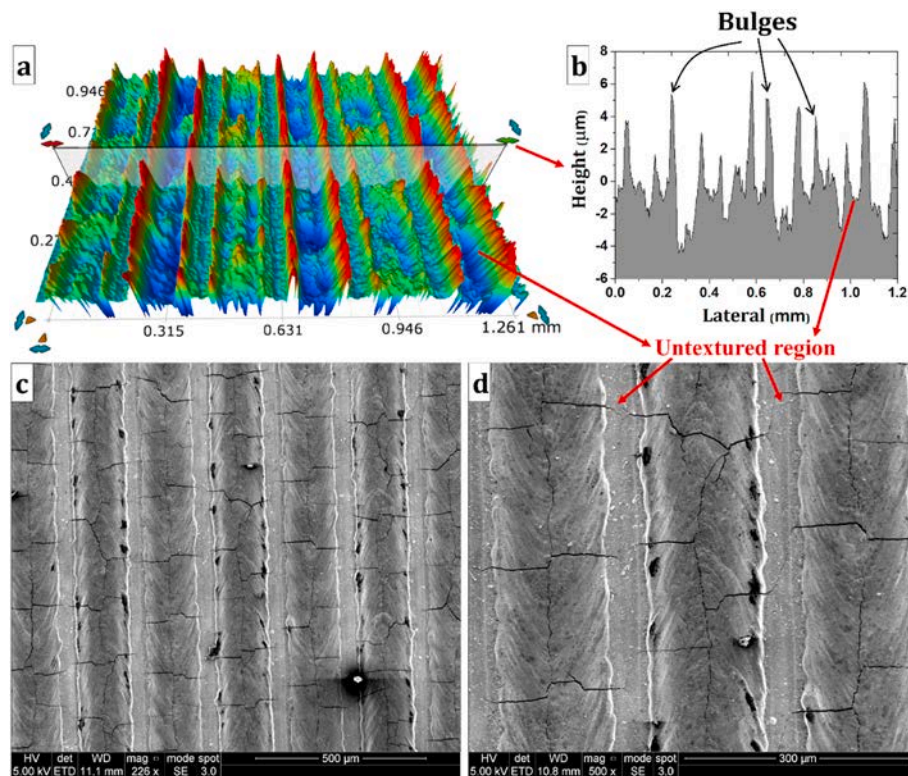 a
0.946
0.71
0.4
0.27
0.315
0.631
0.946
1.261 mm
b
Bulges
Height (μm)
8
6
4
2
0
-2
-4
-6
0.0 0.2 0.4 0.6 0.8 1.0 1.2
Lateral (mm)
Untextured region
c
HV det WD mag mode spot
5.00 kV ETD 11.1 mm 226 x SE 3.0
500 μm
d
HV det WD mag mode spot
5.00 kV ETD 10.8 mm 500 x SE 3.0
300 μm